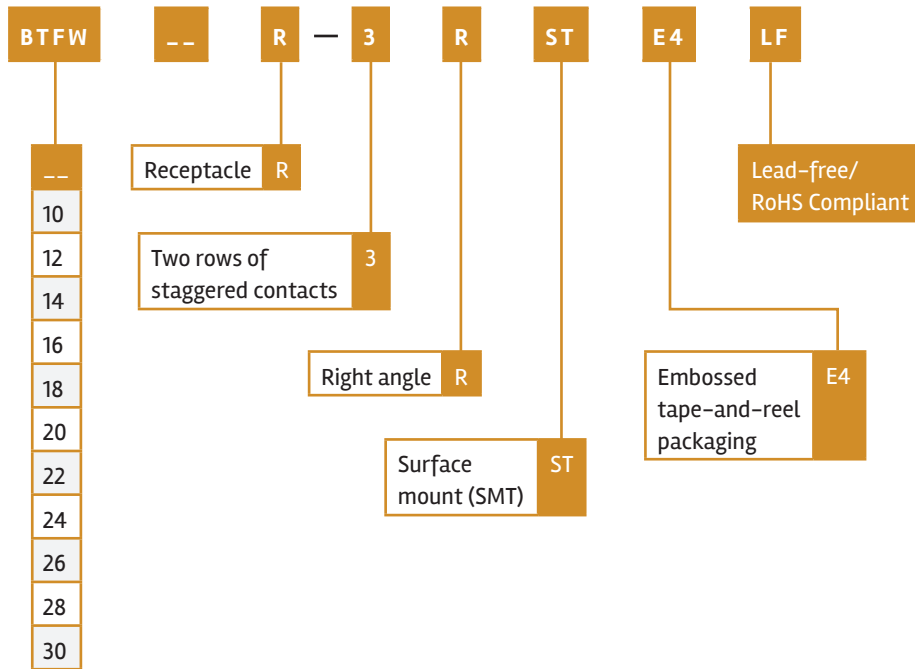 BTFW __ R — 3 R ST E4 LF
__
10
12
14
16
18
20
22
24
26
28
30
Receptacle R
Two rows of 3
staggered contacts
Right angle R
Surface ST
mount (SMT)
Embossed E4
tape-and-reel
packaging
Lead-free/
RoHS Compliant